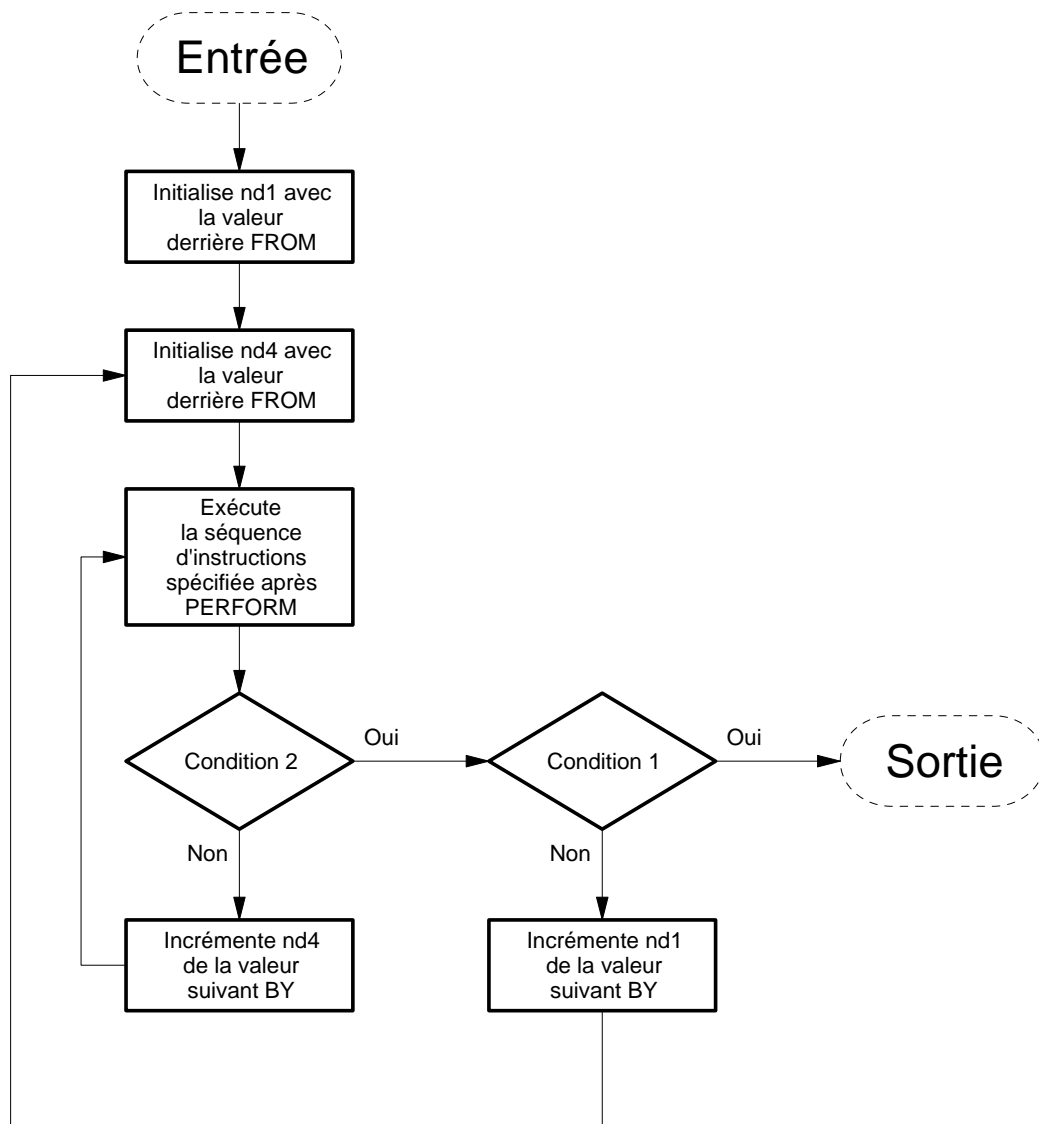 Entrée
Initialise nd1 avec
la valeur
derrière FROM
Initialise nd4 avec
la valeur
derrière FROM
Exécute
la séquence
d'instructions
spécifiée après
PERFORM
Condition 2
Oui
Condition 1
Oui
Sortie
Non
Non
Incrémente nd4
de la valeur
suivant BY
Incrémente nd1
de la valeur
suivant BY